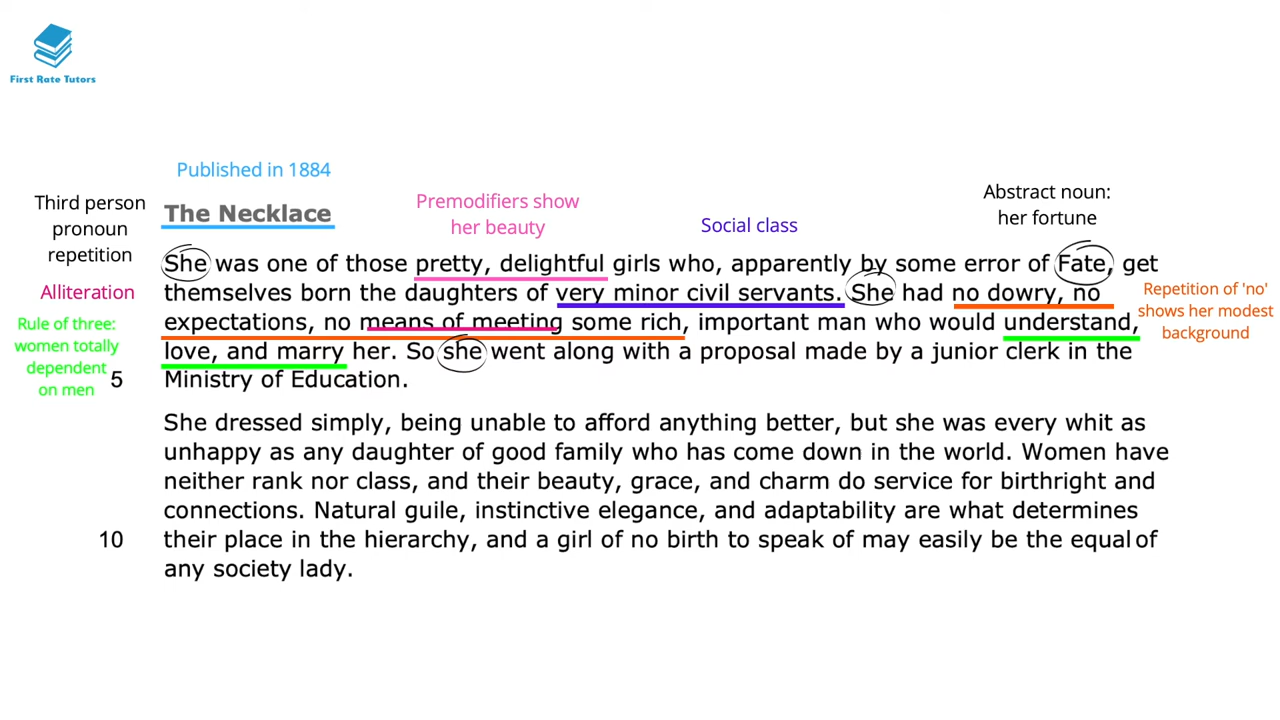 First Rate Tutors
Published in 1884
The Necklace
Third person
pronoun
repetition
Premodifiers show
her beauty
Social class
Abstract noun:
her fortune
Alliteration
Rule of three:
women totally
dependent
on men
She was one of those pretty, delightful girls who, apparently by some error of Fate, get
themselves born the daughters of very minor civil servants. She had no dowry, no
expectations, no means of meeting some rich, important man who would understand,
love, and marry her. So she went along with a proposal made by a junior clerk in the
5 Ministry of Education.
Repetition of 'no'
shows her modest
background
She dressed simply, being unable to afford anything better, but she was every whit as
unhappy as any daughter of good family who has come down in the world. Women have
neither rank nor class, and their beauty, grace, and charm do service for birthright and
connections. Natural guile, instinctive elegance, and adaptability are what determines
10 their place in the hierarchy, and a girl of no birth to speak of may easily be the equal of
any society lady.